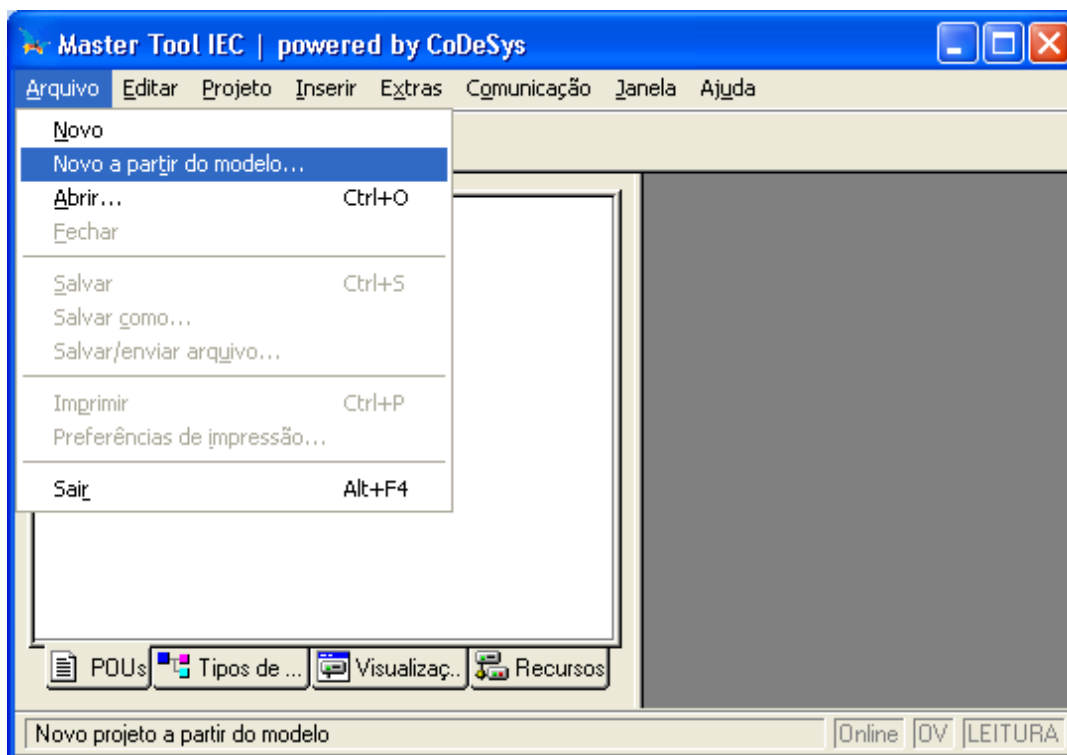 Master Tool IEC | powered by CoDeSys
Arquivo Editar Projeto Inserir Extras Comunicação Janela Ajuda
Novo
Novo a partir do modelo...
Abrir... Ctrl+O
Fechar
Salvar Ctrl+S
Salvar como...
Salvar/enviar arquivo...
Imprimir Ctrl+P
Preferências de impressão...
Sair Alt+F4
POUs Tipos de ... Visualizaç.. Recursos
Novo projeto a partir do modelo Online OV LEITURA